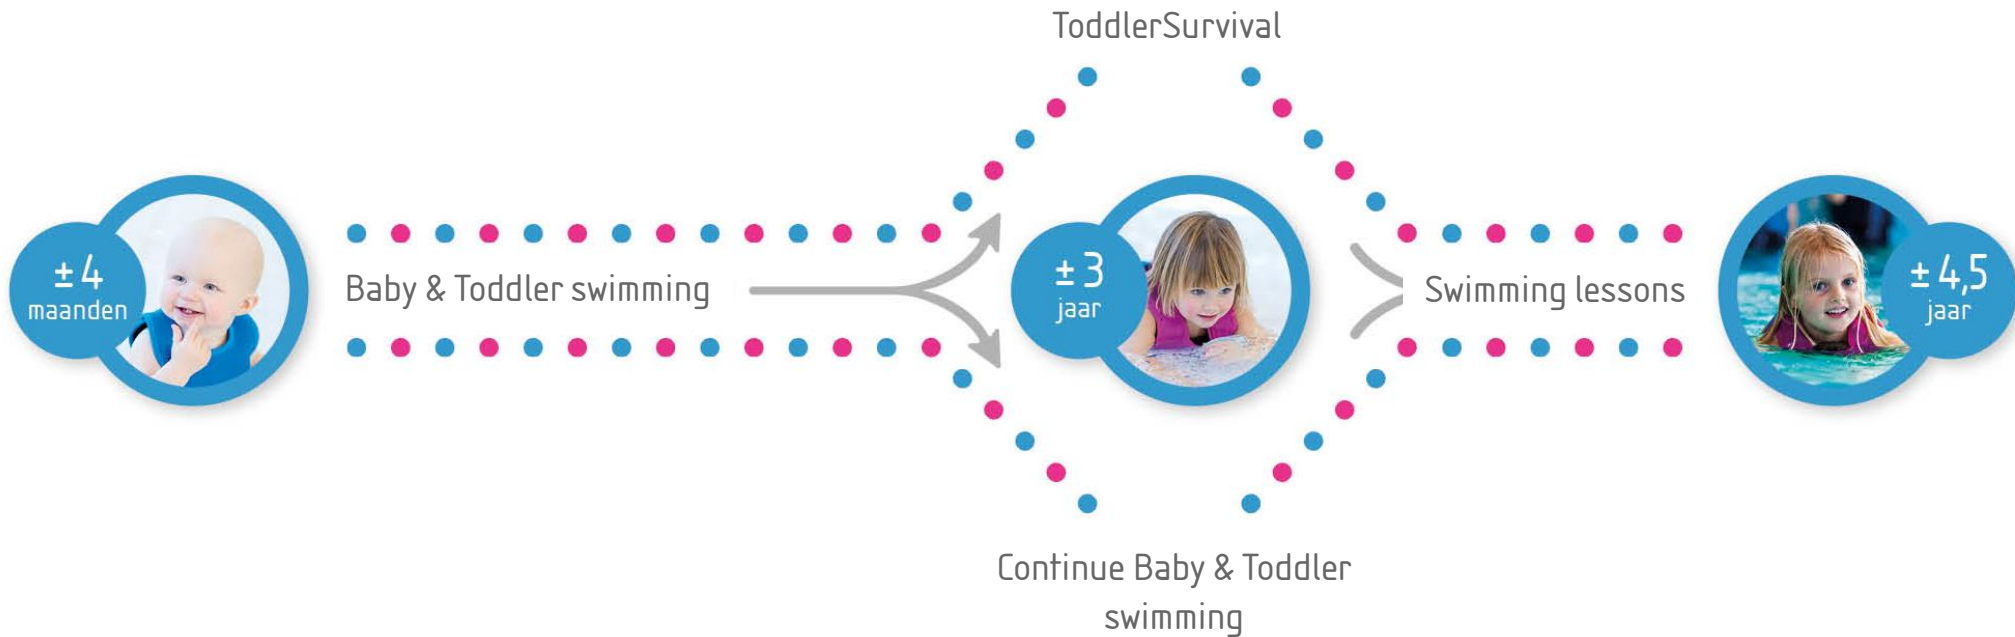 ToddlerSurvival
± 4
maanden
Baby & Toddler swimming
± 3
jaar
Swimming lessons
± 4,5
jaar
Continue Baby & Toddler
swimming